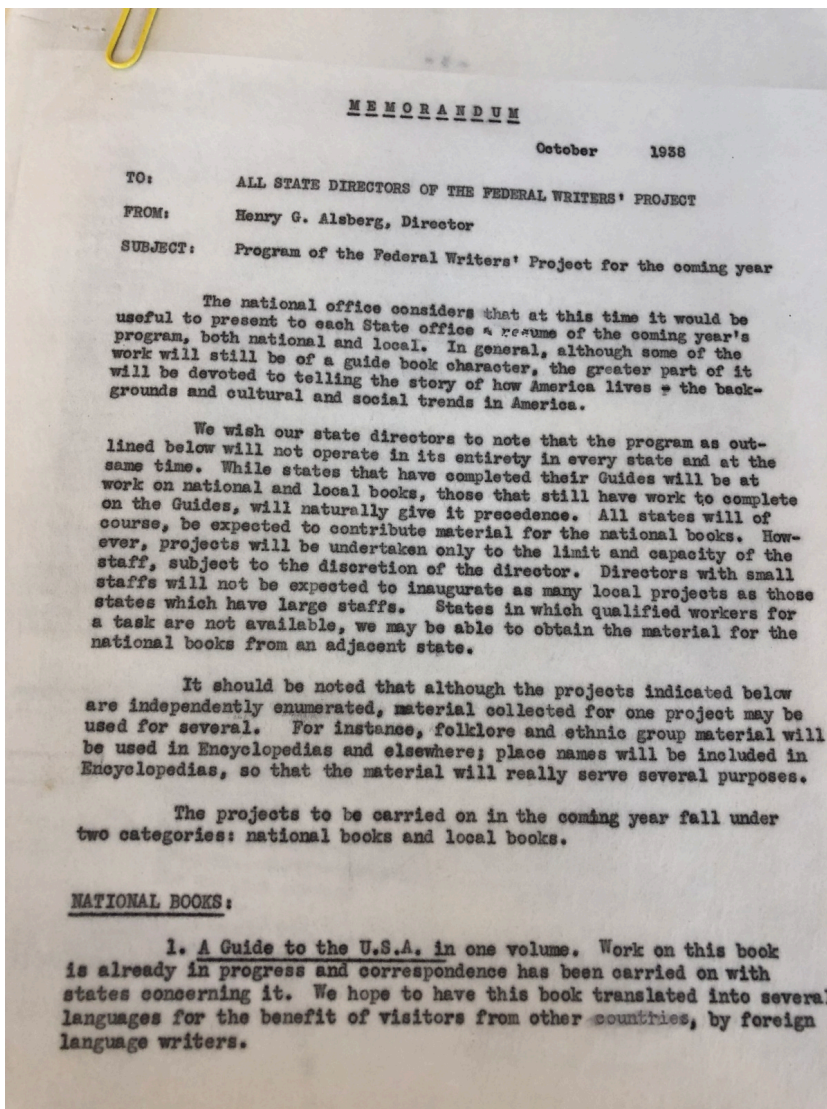 MEMORANDUM
October 1938
TO: ALL STATE DIRECTORS OF THE FEDERAL WRITERS' PROJECT
FROM: Henry G. Alsberg, Director
SUBJECT: Program of the Federal Writers' Project for the coming year
The national office considers that at this time it would be
useful to present to each State office a resume of the coming year's
program, both national and local. In general, although some of the
work will still be of a guide book character, the greater part of it
will be devoted to telling the story of how America lives - the back-
grounds and cultural and social trends in America.
We wish our state directors to note that the program as out-
lined below will not operate in its entirety in every state and at the
same time. While states that have completed their Guides will be at
work on national and local books, those that still have work to complete
on the Guides, will naturally give it precedence. All states will of
course, be expected to contribute material for the national books. How-
ever, projects will be undertaken only to the limit and capacity of the
staff, subject to the discretion of the director. Directors with small
staffs will not be expected to inaugurate as many local projects as those
states which have large staffs. States in which qualified workers for
a task are not available, we may be able to obtain the material for the
national books from an adjacent state.
It should be noted that although the projects indicated below
are independently enumerated, material collected for one project may be
used for several. For instance, folklore and ethnic group material will
be used in Encyclopedias and elsewhere; place names will be included in
Encyclopedias, so that the material will really serve several purposes.
The projects to be carried on in the coming year fall under
two categories: national books and local books.
NATIONAL BOOKS:
1. A Guide to the U.S.A. in one volume. Work on this book
is already in progress and correspondence has been carried on with
states concerning it. We hope to have this book translated into several
languages for the benefit of visitors from other countries, by foreign
language writers.